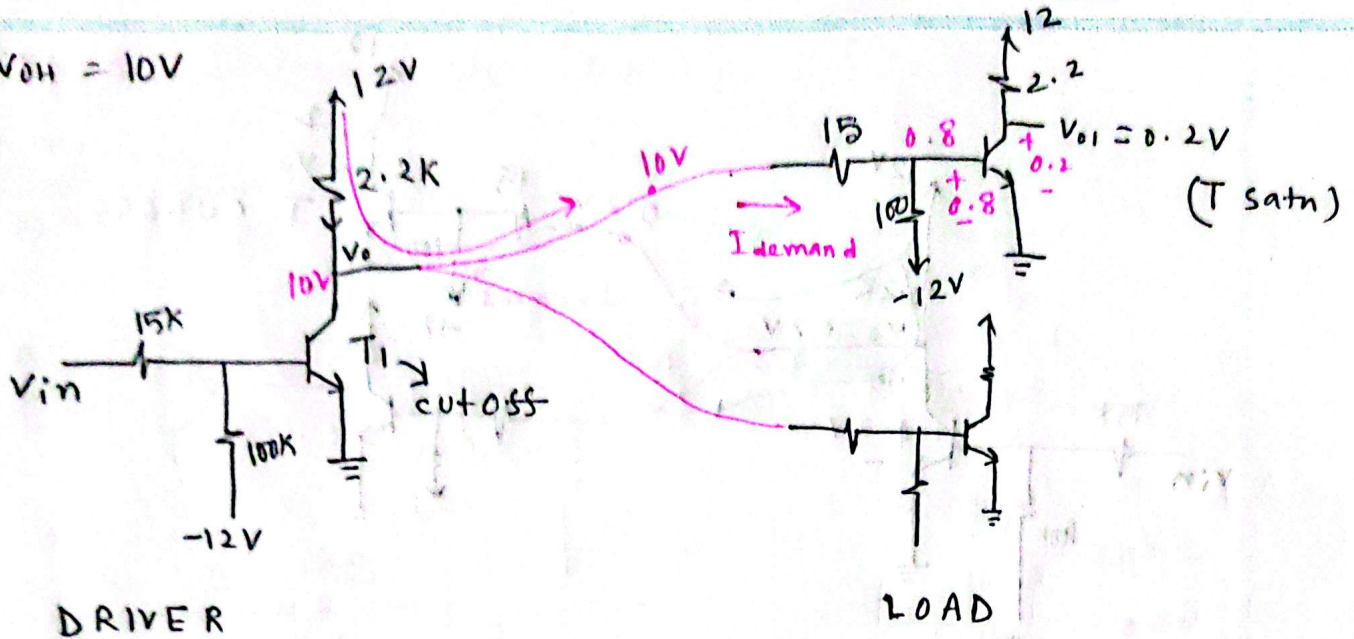 VOH = 10V
12V
2.2K
Vo
10V
15K
Vin
T1
cutoff
100K
-12V
DRIVER
10V
I demand
15
0.8
+
0.8
-
100
-12V
12
2.2
Vo1 = 0.2V
+
0.2
-
(T satn)
LOAD